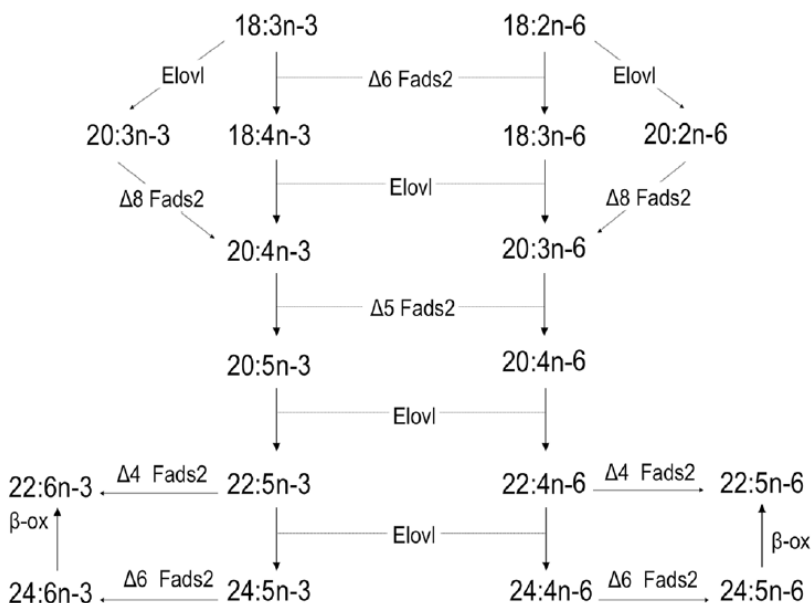 18:3n-3 18:2n-6
Elovl Δ6 Fads2 Elovl
20:3n-3 18:4n-3 18:3n-6 20:2n-6
Δ8 Fads2 Elovl Δ8 Fads2
20:4n-3 20:3n-6
Δ5 Fads2
20:5n-3 20:4n-6
Elovl
22:6n-3 Δ4 Fads2 22:5n-3 22:4n-6 Δ4 Fads2 22:5n-6
β-ox Elovl β-ox
24:6n-3 Δ6 Fads2 24:5n-3 24:4n-6 Δ6 Fads2 24:5n-6